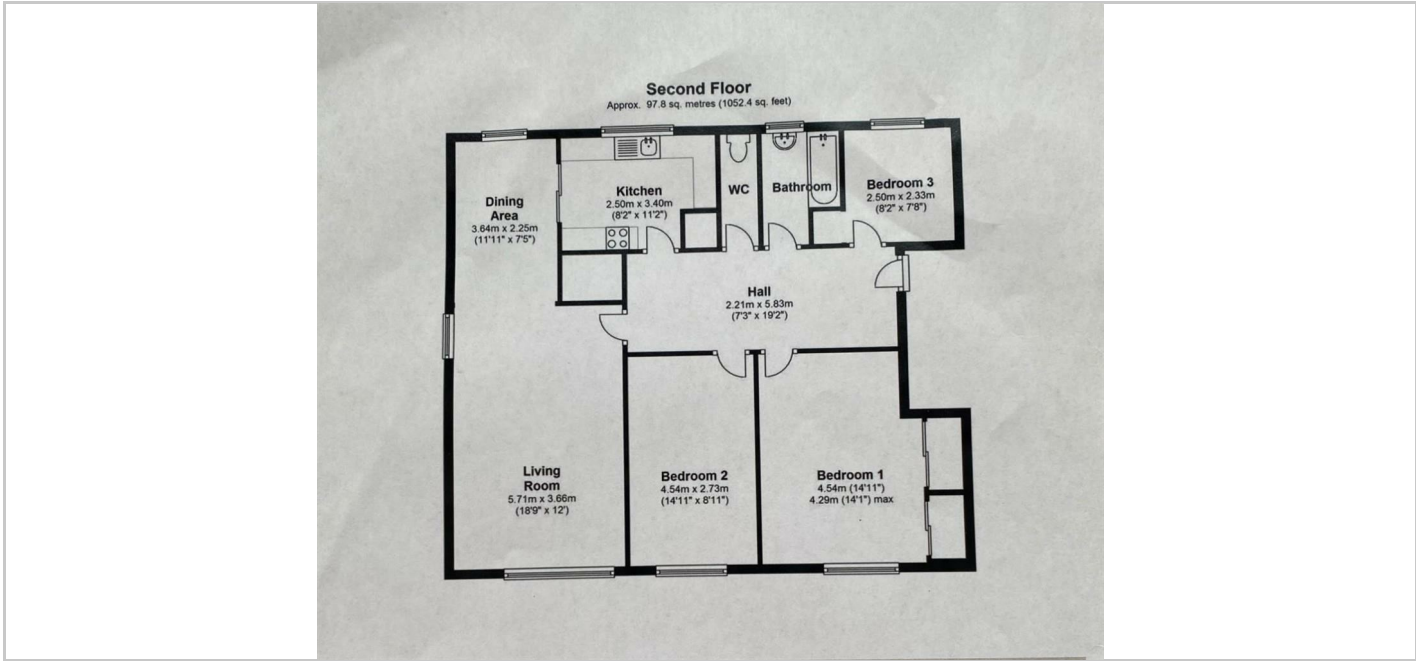 Second Floor
Approx. 97.8 sq. metres (1052.4 sq. feet)
Dining
Area
3.64m x 2.25m
(11'11" x 7'5")
Kitchen
2.50m x 3.40m
(8'2" x 11'2")
WC
Bathroom
Bedroom 3
2.50m x 2.33m
(8'2" x 7'8")
Hall
2.21m x 5.83m
(7'3" x 19'2")
Living
Room
5.71m x 3.66m
(18'9" x 12')
Bedroom 2
4.54m x 2.73m
(14'11" x 8'11")
Bedroom 1
4.54m (14'11")
4.29m (14'1") max